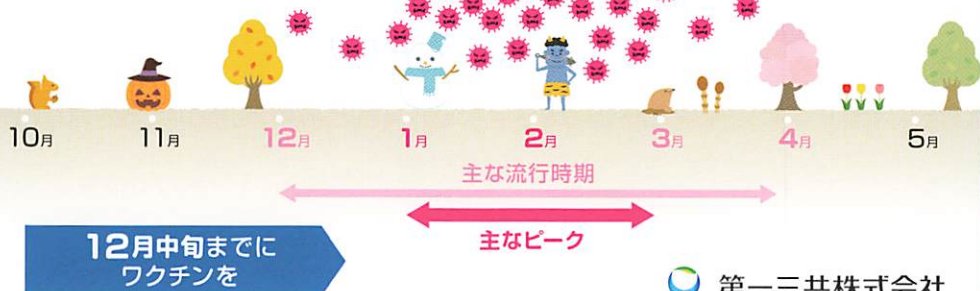 10月 11月 12月 1月 2月 3月 4月 5月
主な流行時期
主なピーク
12月中旬までに
ワクチンを
第一三共株式会社